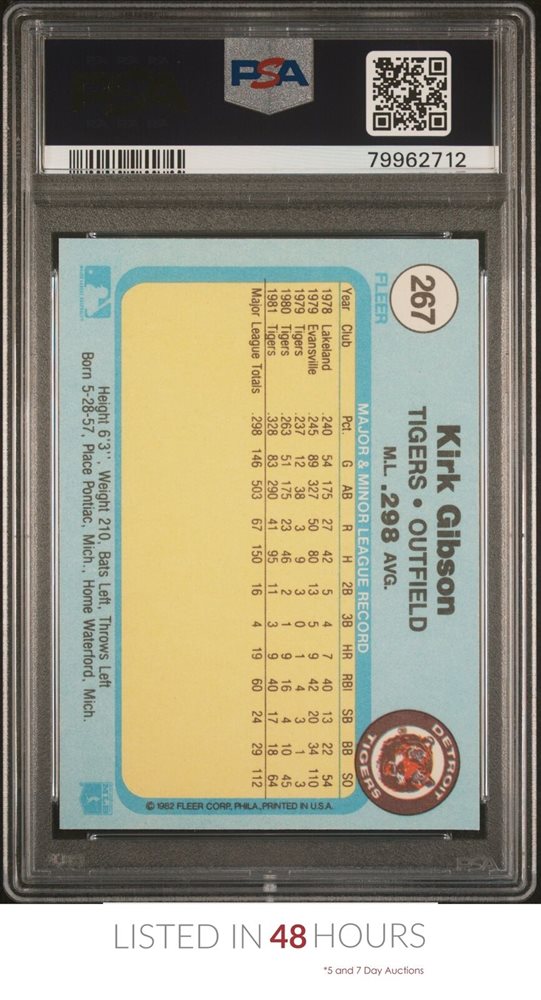 PSA
79962712
267
FLEER
Kirk Gibson
TIGERS • OUTFIELD
M.L. .298 AVG.
DETROIT TIGERS
MAJOR & MINOR LEAGUE RECORD
Year Club Pct. G AB R H 2B 3B HR RBI SB BB SO
1978 Lakeland .240 54 175 27 42 5 4 7 40 13 22 54
1979 Evansville .245 89 327 50 80 13 5 9 42 20 34 110
1979 Tigers .237 12 38 3 9 3 0 1 4 3 1 3
1980 Tigers .263 51 175 23 46 2 1 9 16 4 10 45
1981 Tigers .328 83 290 41 95 11 3 9 40 17 18 64
Major League Totals .298 146 503 67 150 16 4 19 60 24 29 112
© 1982 FLEER CORP., PHILA., PRINTED IN U.S.A.
Height 6'3", Weight 210, Bats Left, Throws Left
Born 5-28-57, Place Pontiac, Mich., Home Waterford, Mich.
PSA
LISTED IN 48 HOURS
*5 and 7 Day Auctions